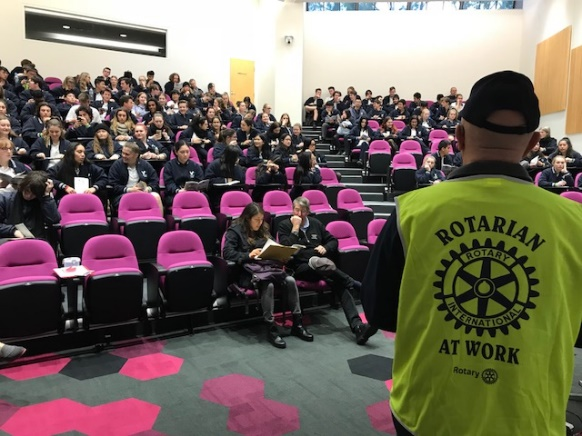 ROTARIAN
ROTARY
INTERNATIONAL
AT WORK
Rotary